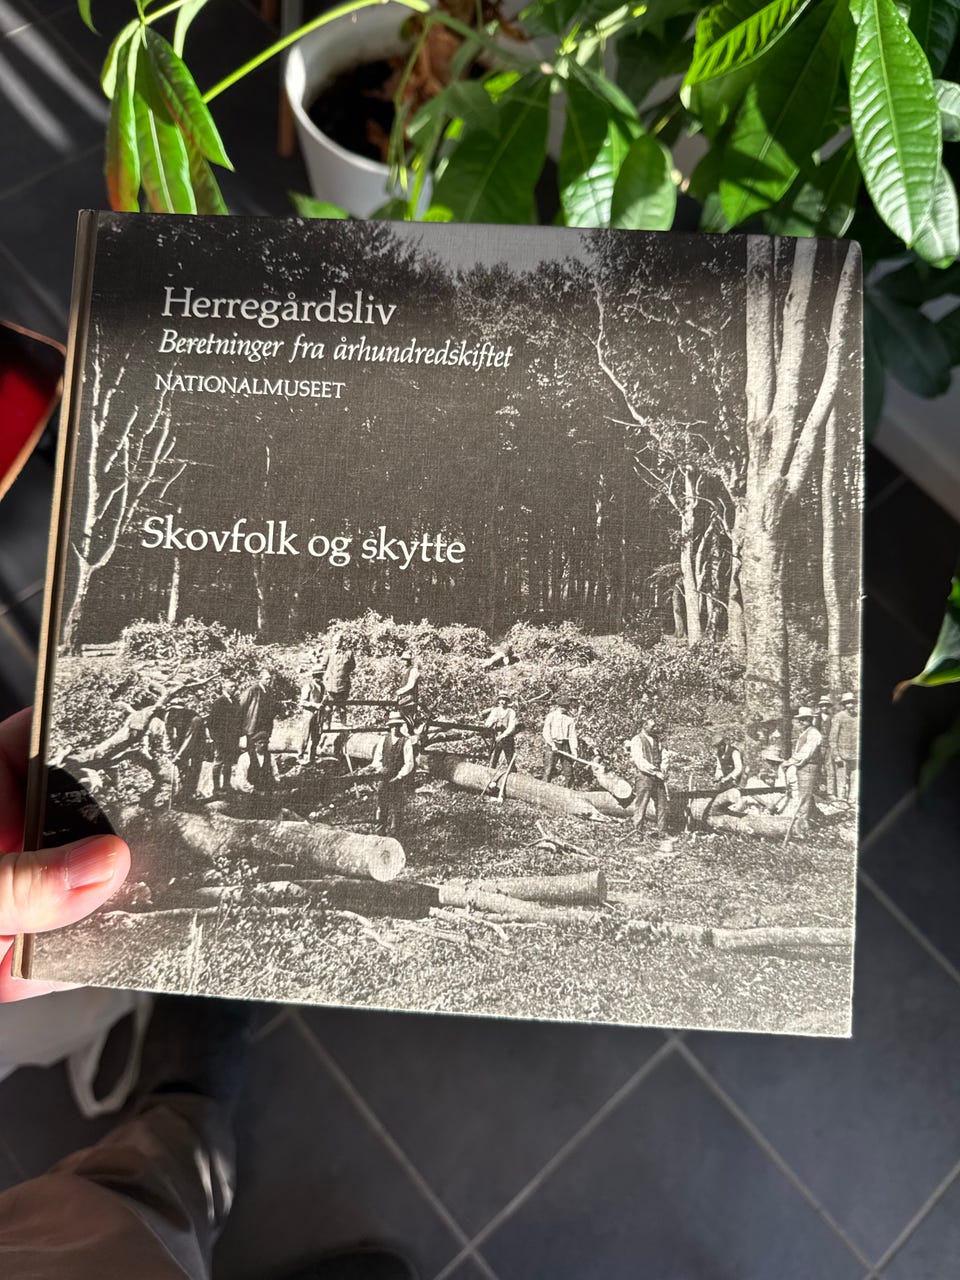 Herregårdsliv
Beretninger fra århundredskiftet
NATIONALMUSEET
Skovfolk og skytte